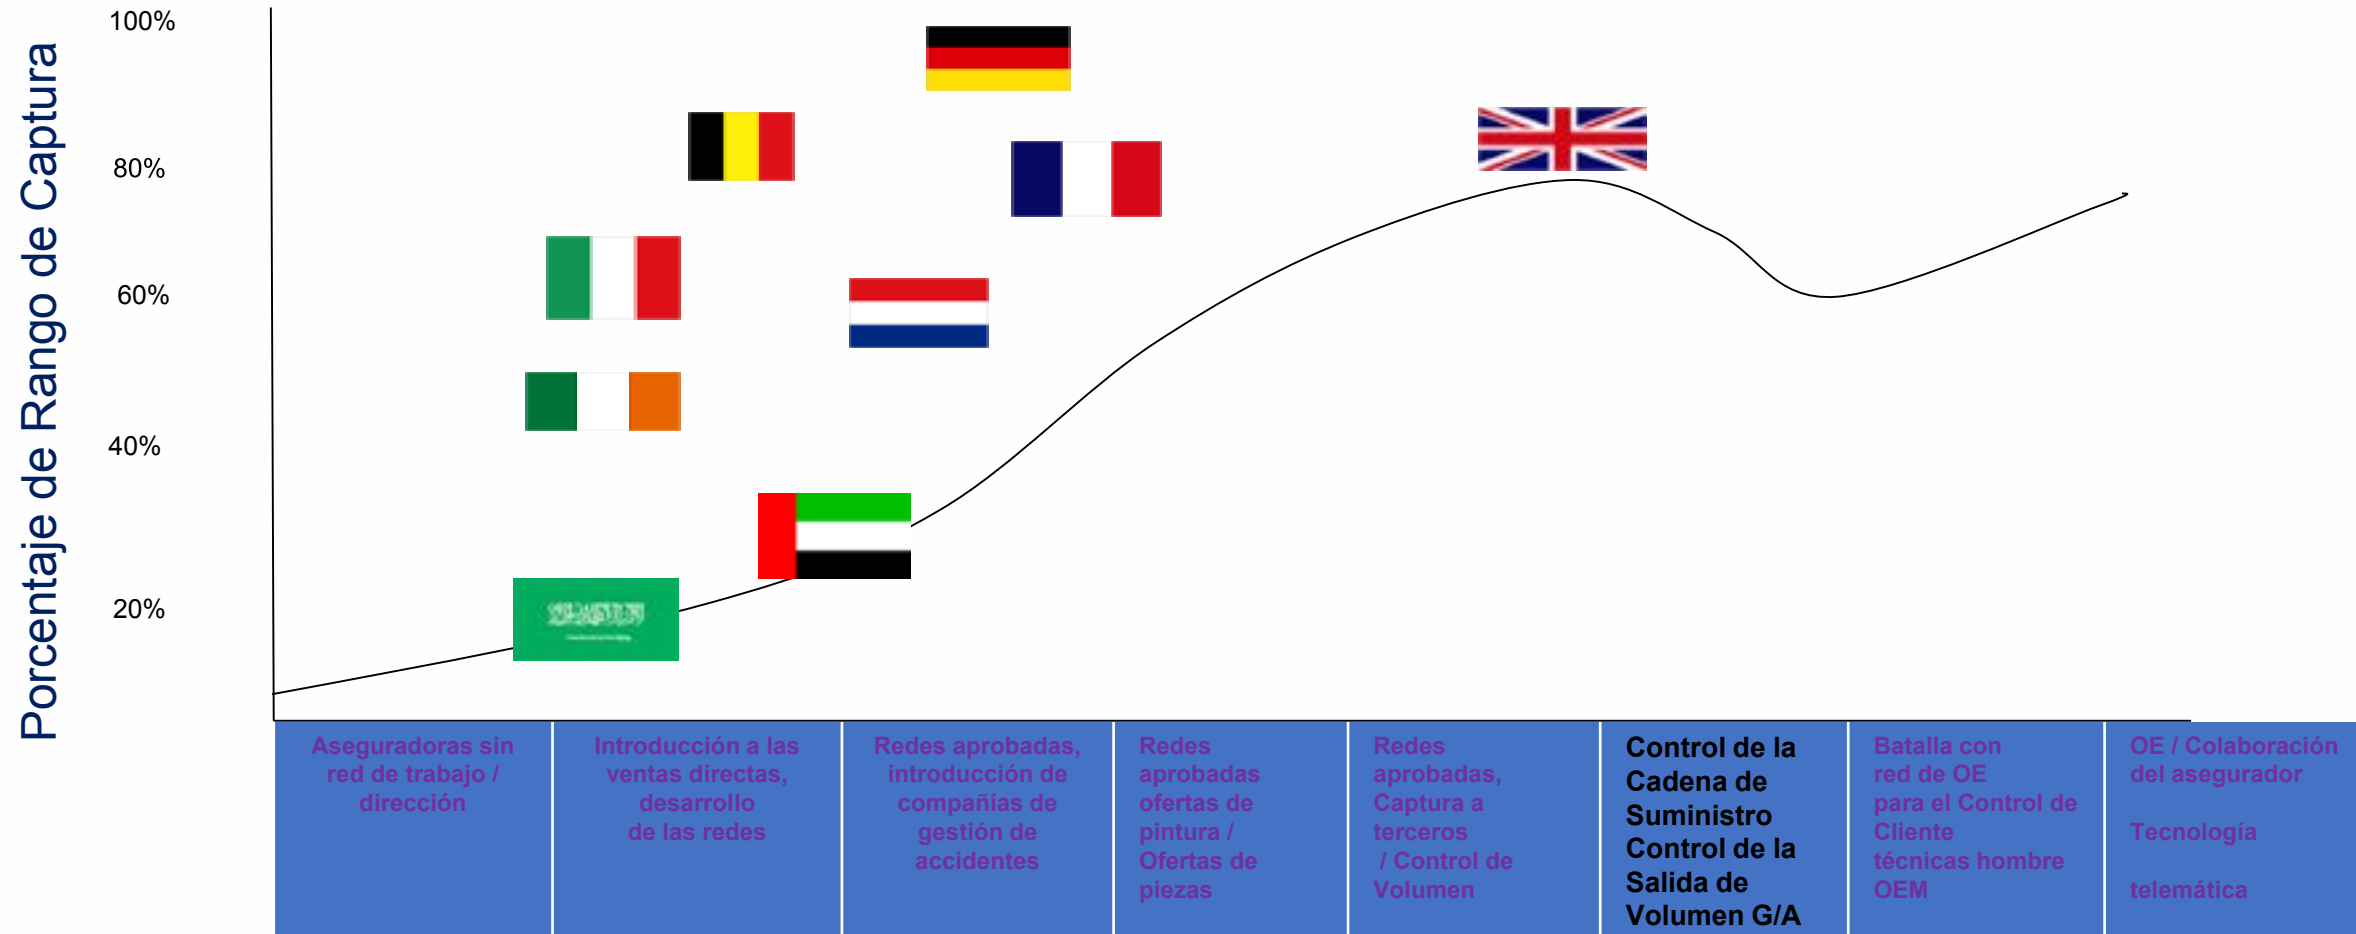 Porcentaje de Rango de Captura
100%
80%
60%
40%
20%
Aseguradoras sin
red de trabajo /
dirección
Introducción a las
ventas directas,
desarrollo
de las redes
Redes aprobadas,
introducción de
compañías de
gestión de
accidentes
Redes
aprobadas
ofertas de
pintura /
Ofertas de
piezas
Redes
aprobadas,
Captura a
terceros
/ Control de
Volumen
Control de la
Cadena de
Suministro
Control de la
Salida de
Volumen G/A
Batalla con
red de OE
para el Control de
Cliente
técnicas hombre
OEM
OE / Colaboración
del asegurador
Tecnología
telemática